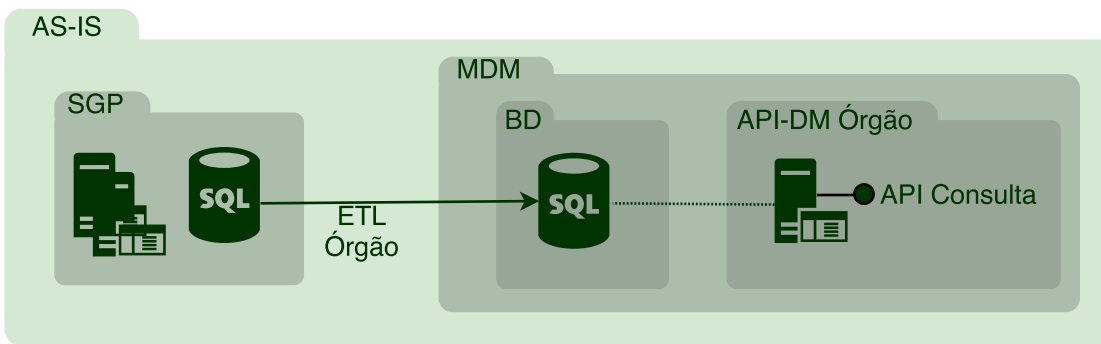 AS-IS
SGP
SQL
ETL
Órgão
MDM
BD
SQL
API-DM Órgão
API Consulta